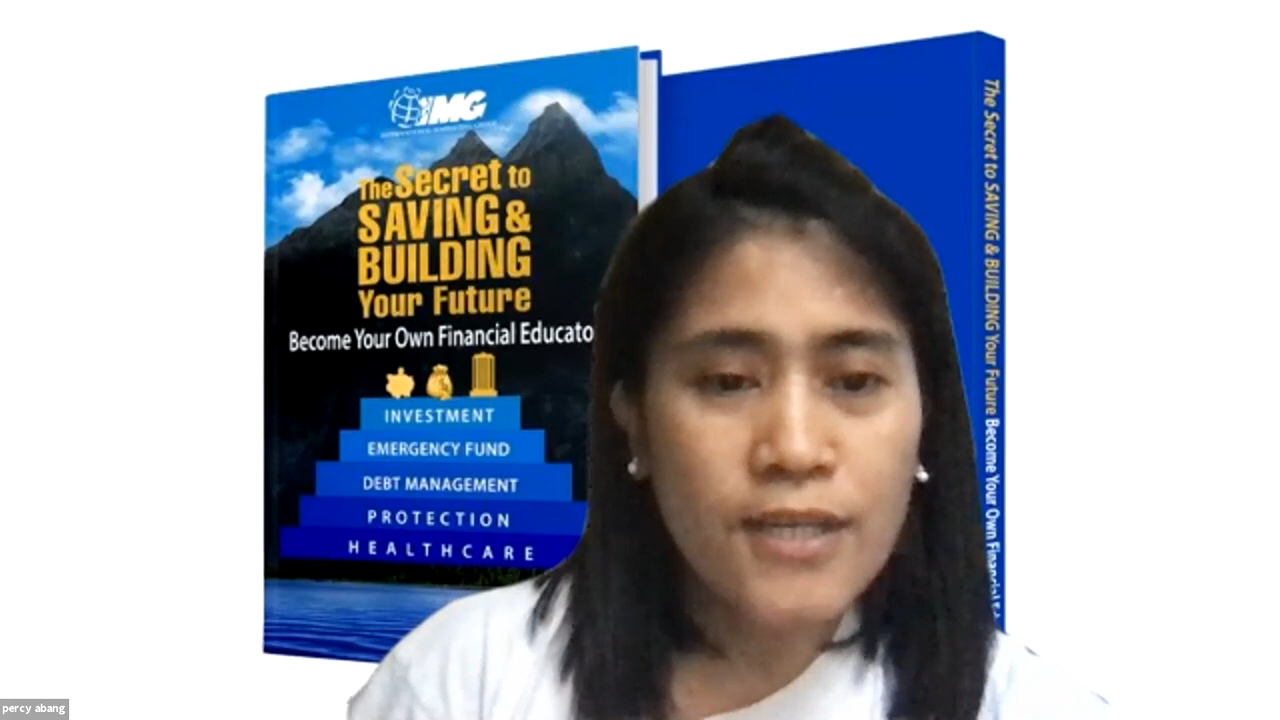 IMG
The Secret to
SAVING &
BUILDING
Your Future
Become Your Own Financial Educato
INVESTMENT
EMERGENCY FUND
DEBT MANAGEMENT
PROTECTION
HEALTHCARE
The Secret to SAVING & BUILDING Your Future Become Your Own Financial
percy abang